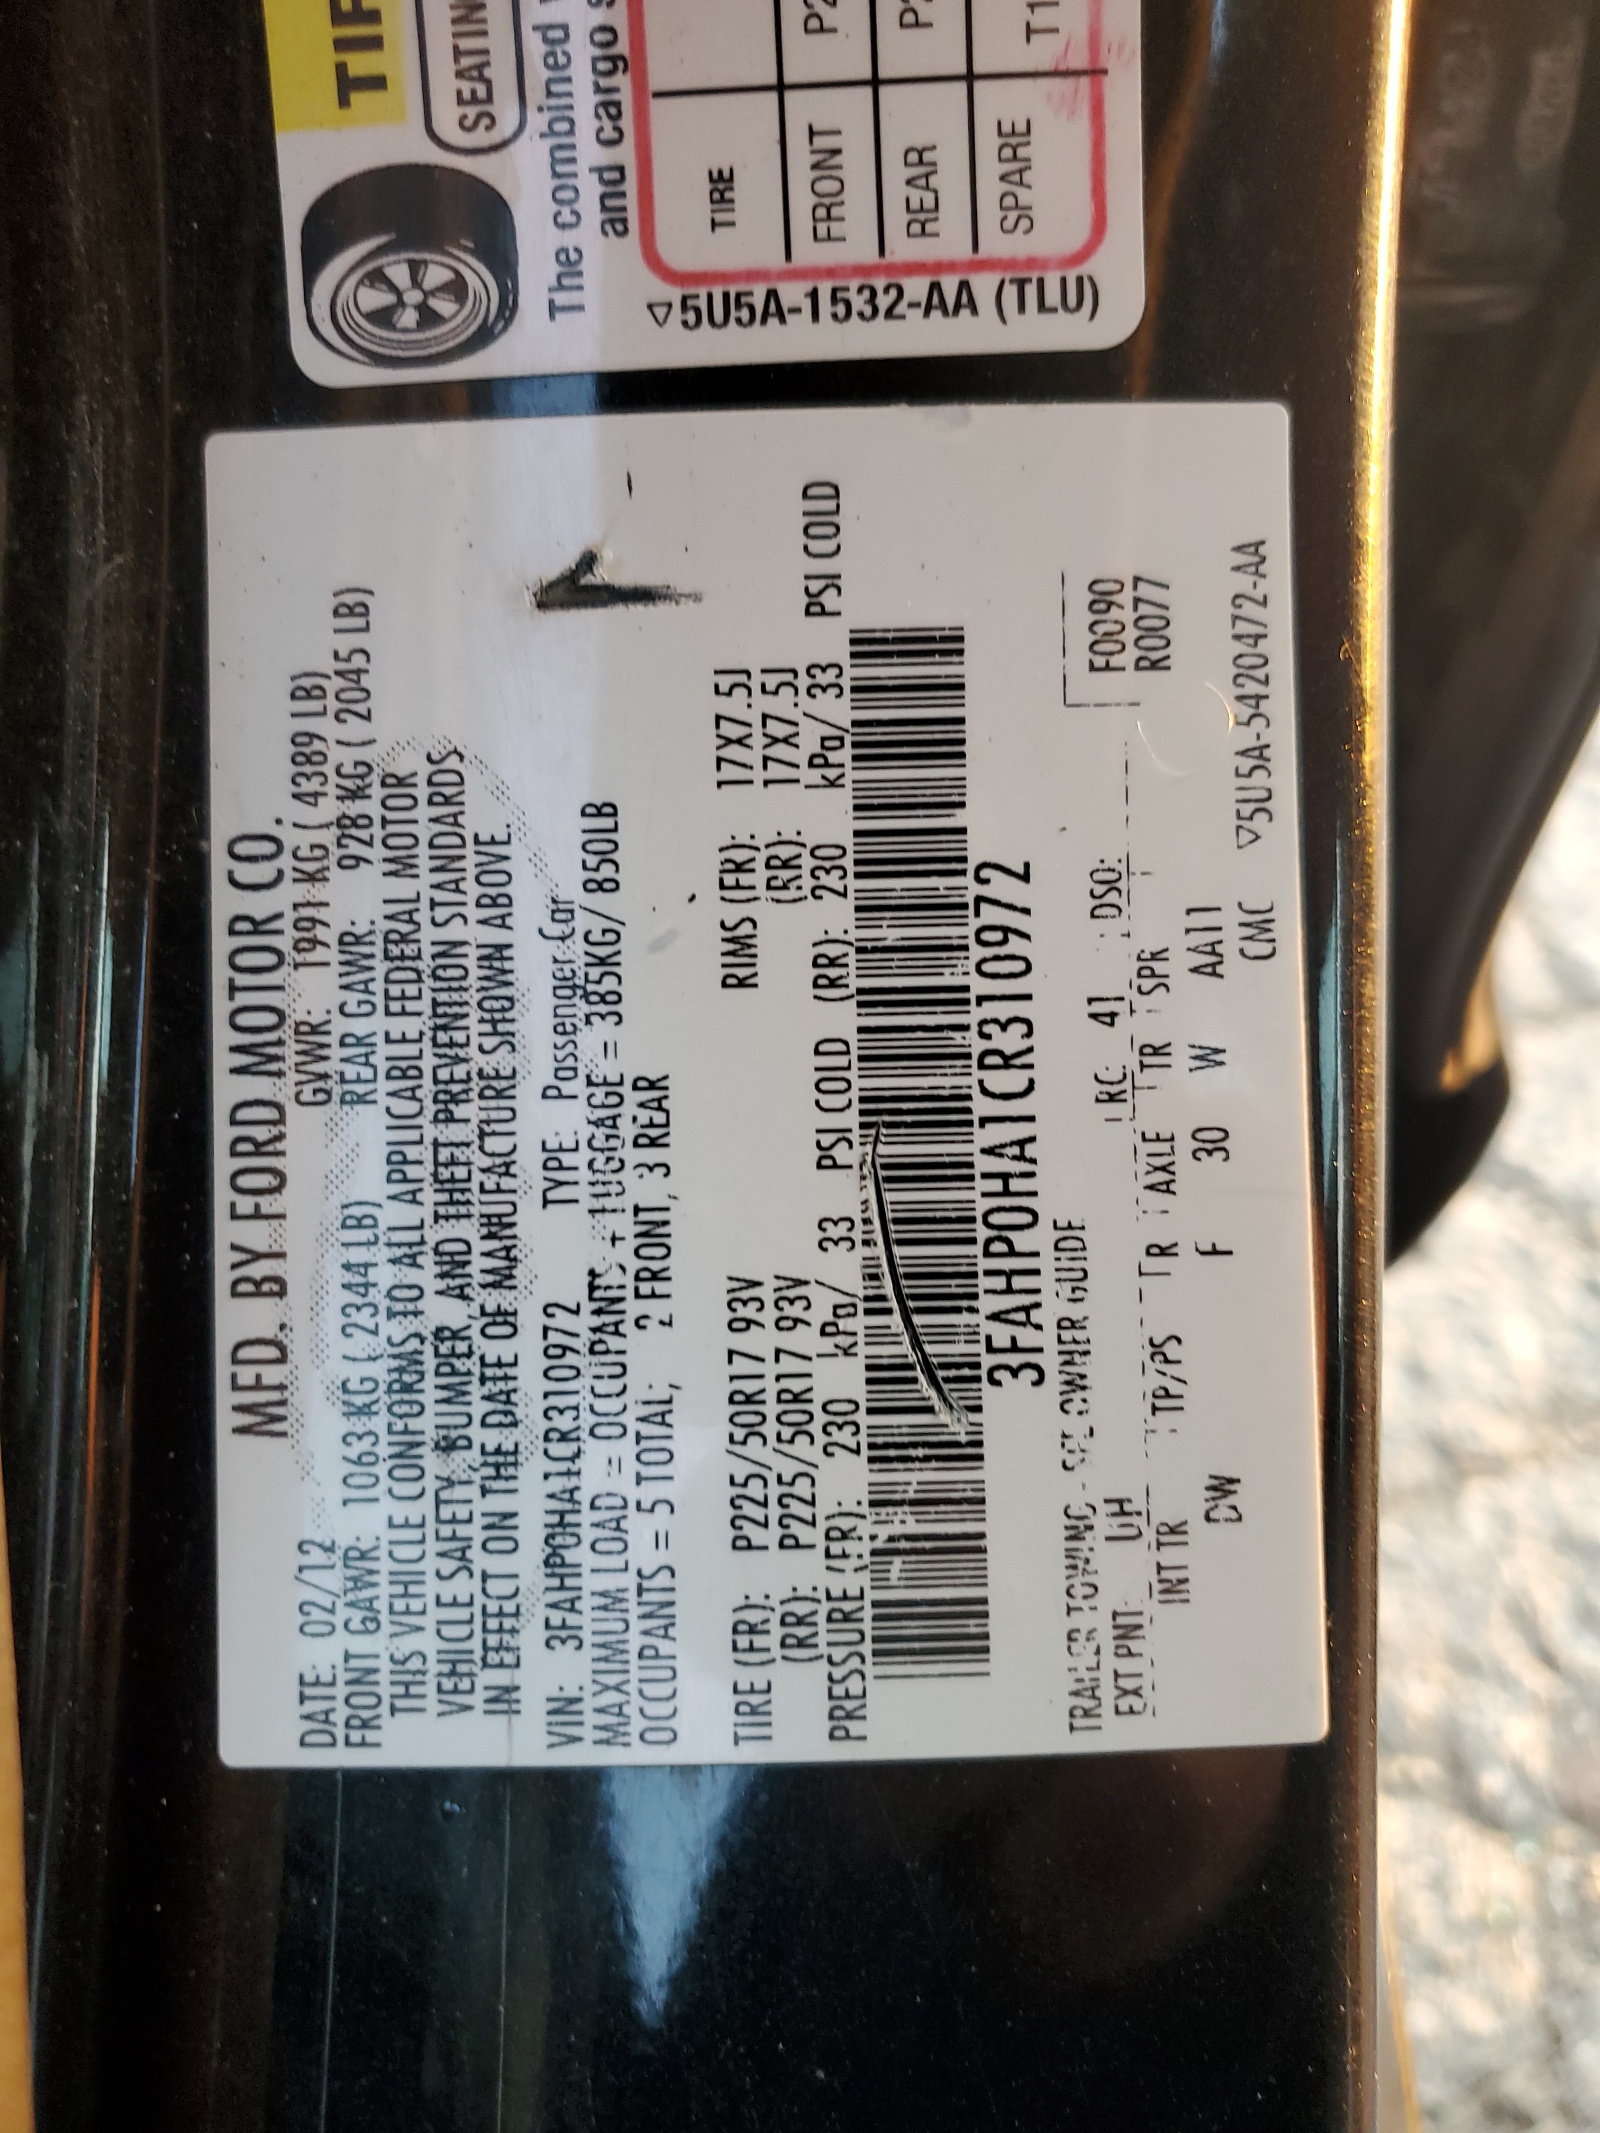 MFD. BY FORD MOTOR CO.
DATE: 02/12 GVWR: 1991 KG ( 4389 LB)
FRONT GAWR: 1063 KG ( 2344 LB) REAR GAWR: 928 KG ( 2045 LB)
THIS VEHICLE CONFORMS TO ALL APPLICABLE FEDERAL MOTOR
VEHICLE SAFETY, BUMPER, AND THEFT PREVENTION STANDARDS
IN EFFECT ON THE DATE OF MANUFACTURE SHOWN ABOVE.
VIN: 3FAHP0HA1CR310972 TYPE: Passenger Car
MAXIMUM LOAD = OCCUPANTS + LUGGAGE = 385KG/ 850LB
OCCUPANTS = 5 TOTAL; 2 FRONT, 3 REAR
TIRE (FR): P225/50R17 93V RIMS (FR): 17X7.5J
(RR): P225/50R17 93V (RR): 17X7.5J
PRESSURE (FR): 230 kPa/ 33 PSI COLD (RR): 230 kPa/ 33 PSI COLD
3FAHP0HA1CR310972
TRAILER TOWING - SEE OWNER GUIDE
EXT PNT: UH RC: 41 DSO: F0090
R0077
INT TR TP/PS R AXLE TR SPR
DW F 30 W AA11
CMC ▽5U5A-5420472-AA
TIR
SEATIN
The combined
and cargo
TIRE
FRONT P2
REAR P2
SPARE T1
▽5U5A-1532-AA (TLU)